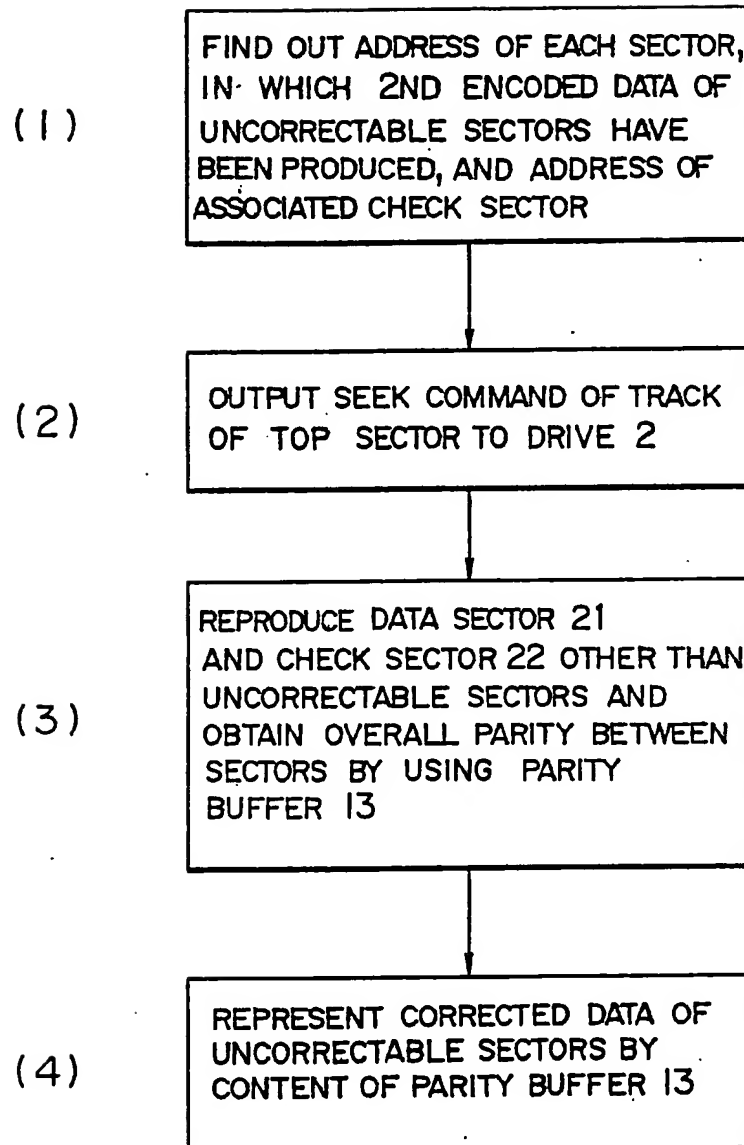 (1)
FIND OUT ADDRESS OF EACH SECTOR,
IN WHICH 2ND ENCODED DATA OF
UNCORRECTABLE SECTORS HAVE
BEEN PRODUCED, AND ADDRESS OF
ASSOCIATED CHECK SECTOR
(2)
OUTPUT SEEK COMMAND OF TRACK
OF TOP SECTOR TO DRIVE 2
(3)
REPRODUCE DATA SECTOR 21
AND CHECK SECTOR 22 OTHER THAN
UNCORRECTABLE SECTORS AND
OBTAIN OVERALL PARITY BETWEEN
SECTORS BY USING PARITY
BUFFER 13
(4)
REPRESENT CORRECTED DATA OF
UNCORRECTABLE SECTORS BY
CONTENT OF PARITY BUFFER 13